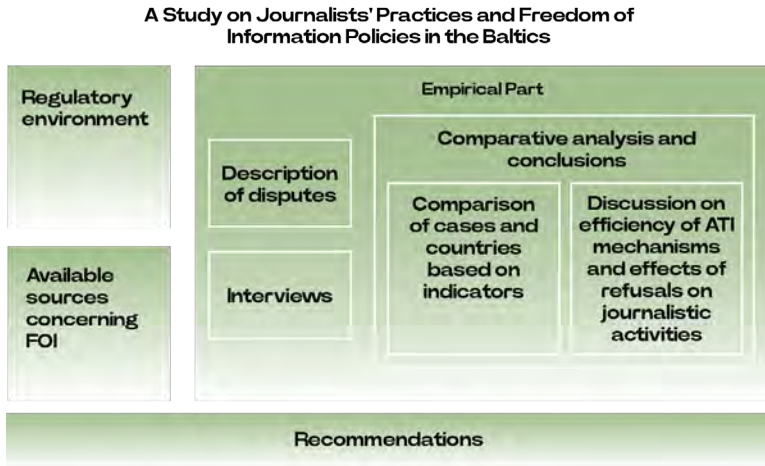 A Study on Journalists' Practices and Freedom of
Information Policies in the Baltics
Regulatory
environment
Available
sources
concerning
FOI
Empirical Part
Description
of disputes
Interviews
Comparative analysis and
conclusions
Comparison
of cases and
countries
based on
indicators
Discussion on
efficiency of ATI
mechanisms
and effects of
refusals on
journalistic
activities
Recommendations